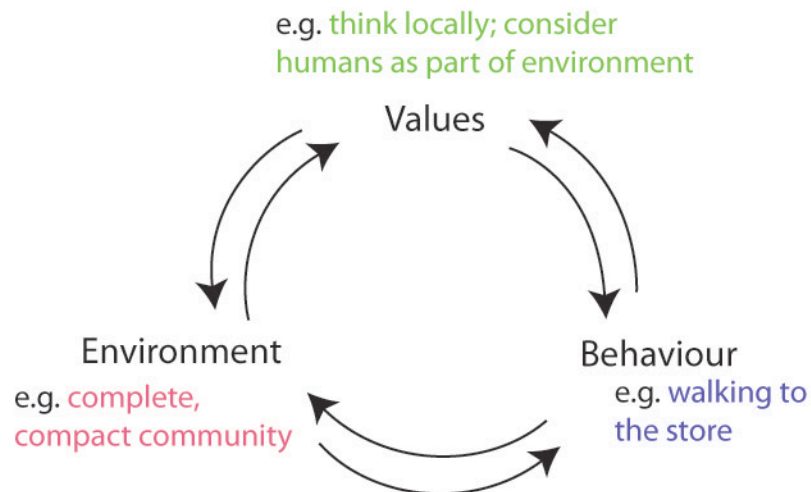 e.g. think locally; consider
humans as part of environment
Values
Environment
e.g. complete,
compact community
Behaviour
e.g. walking to
the store